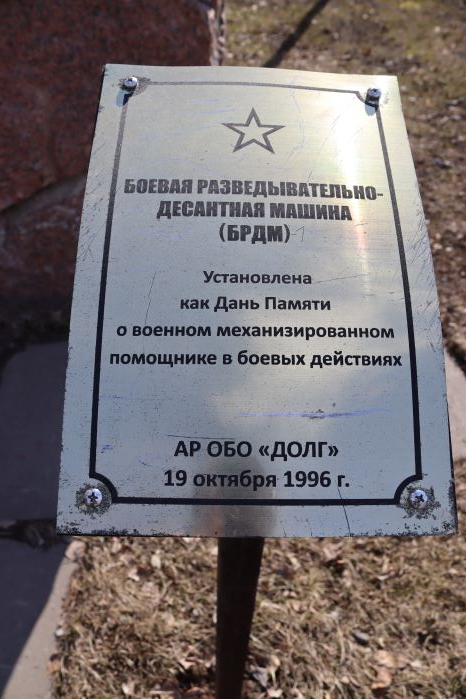 БОЕВАЯ РАЗВЕДЫВАТЕЛЬНО-
ДЕСАНТНАЯ МАШИНА
(БРДМ)
Установлена
как Дань Памяти
о военном механизированном
помощнике в боевых действиях
АР ОБО «ДОЛГ»
19 октября 1996 г.